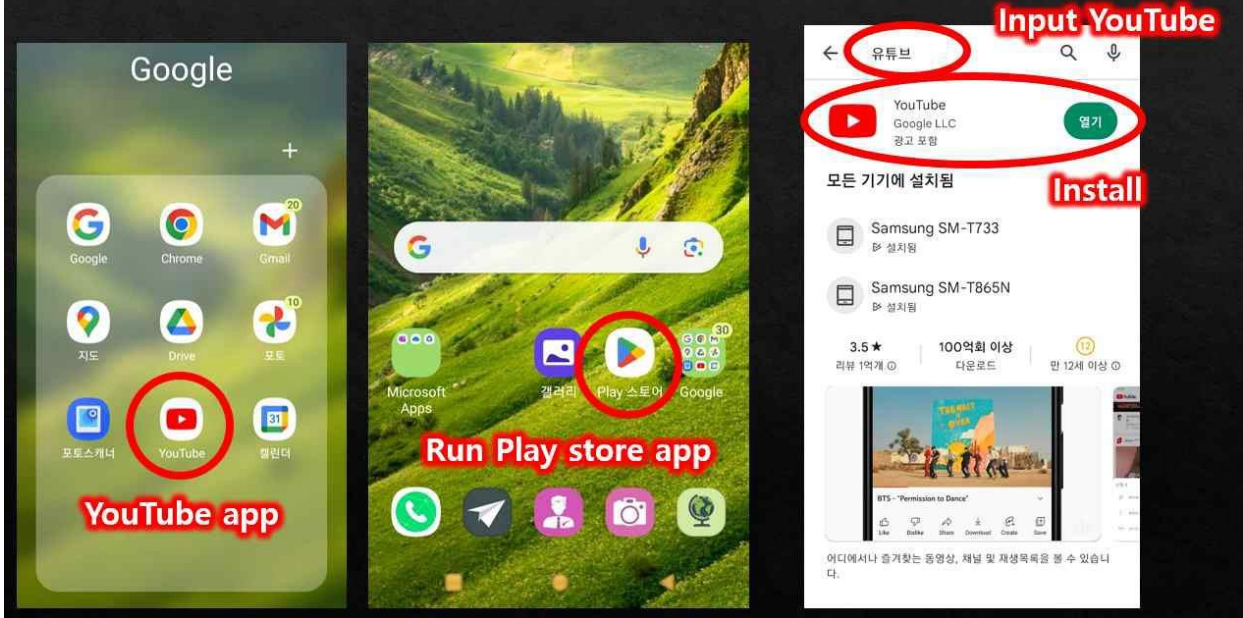 Google
+
20
Google
Chrome
Gmail
10
지도
Drive
포토
31
포토스캐너
YouTube
캘린더
YouTube app
30
Microsoft
Apps
갤러리
Play 스토어
Google
Run Play store app
Input YouTube
유튜브
YouTube
Google LLC
광고 포함
열기
모든 기기에 설치됨
Install
Samsung SM-T733
설치됨
Samsung SM-T865N
설치됨
3.5★
리뷰 1억개
100억회 이상
다운로드
12
만 12세 이상
BTS - "Permission to Dance"
Like
Dislike
Share
Download
Create
Save
어디에서나 즐겨찾는 동영상, 채널 및 재생목록을 볼 수 있습니
다.